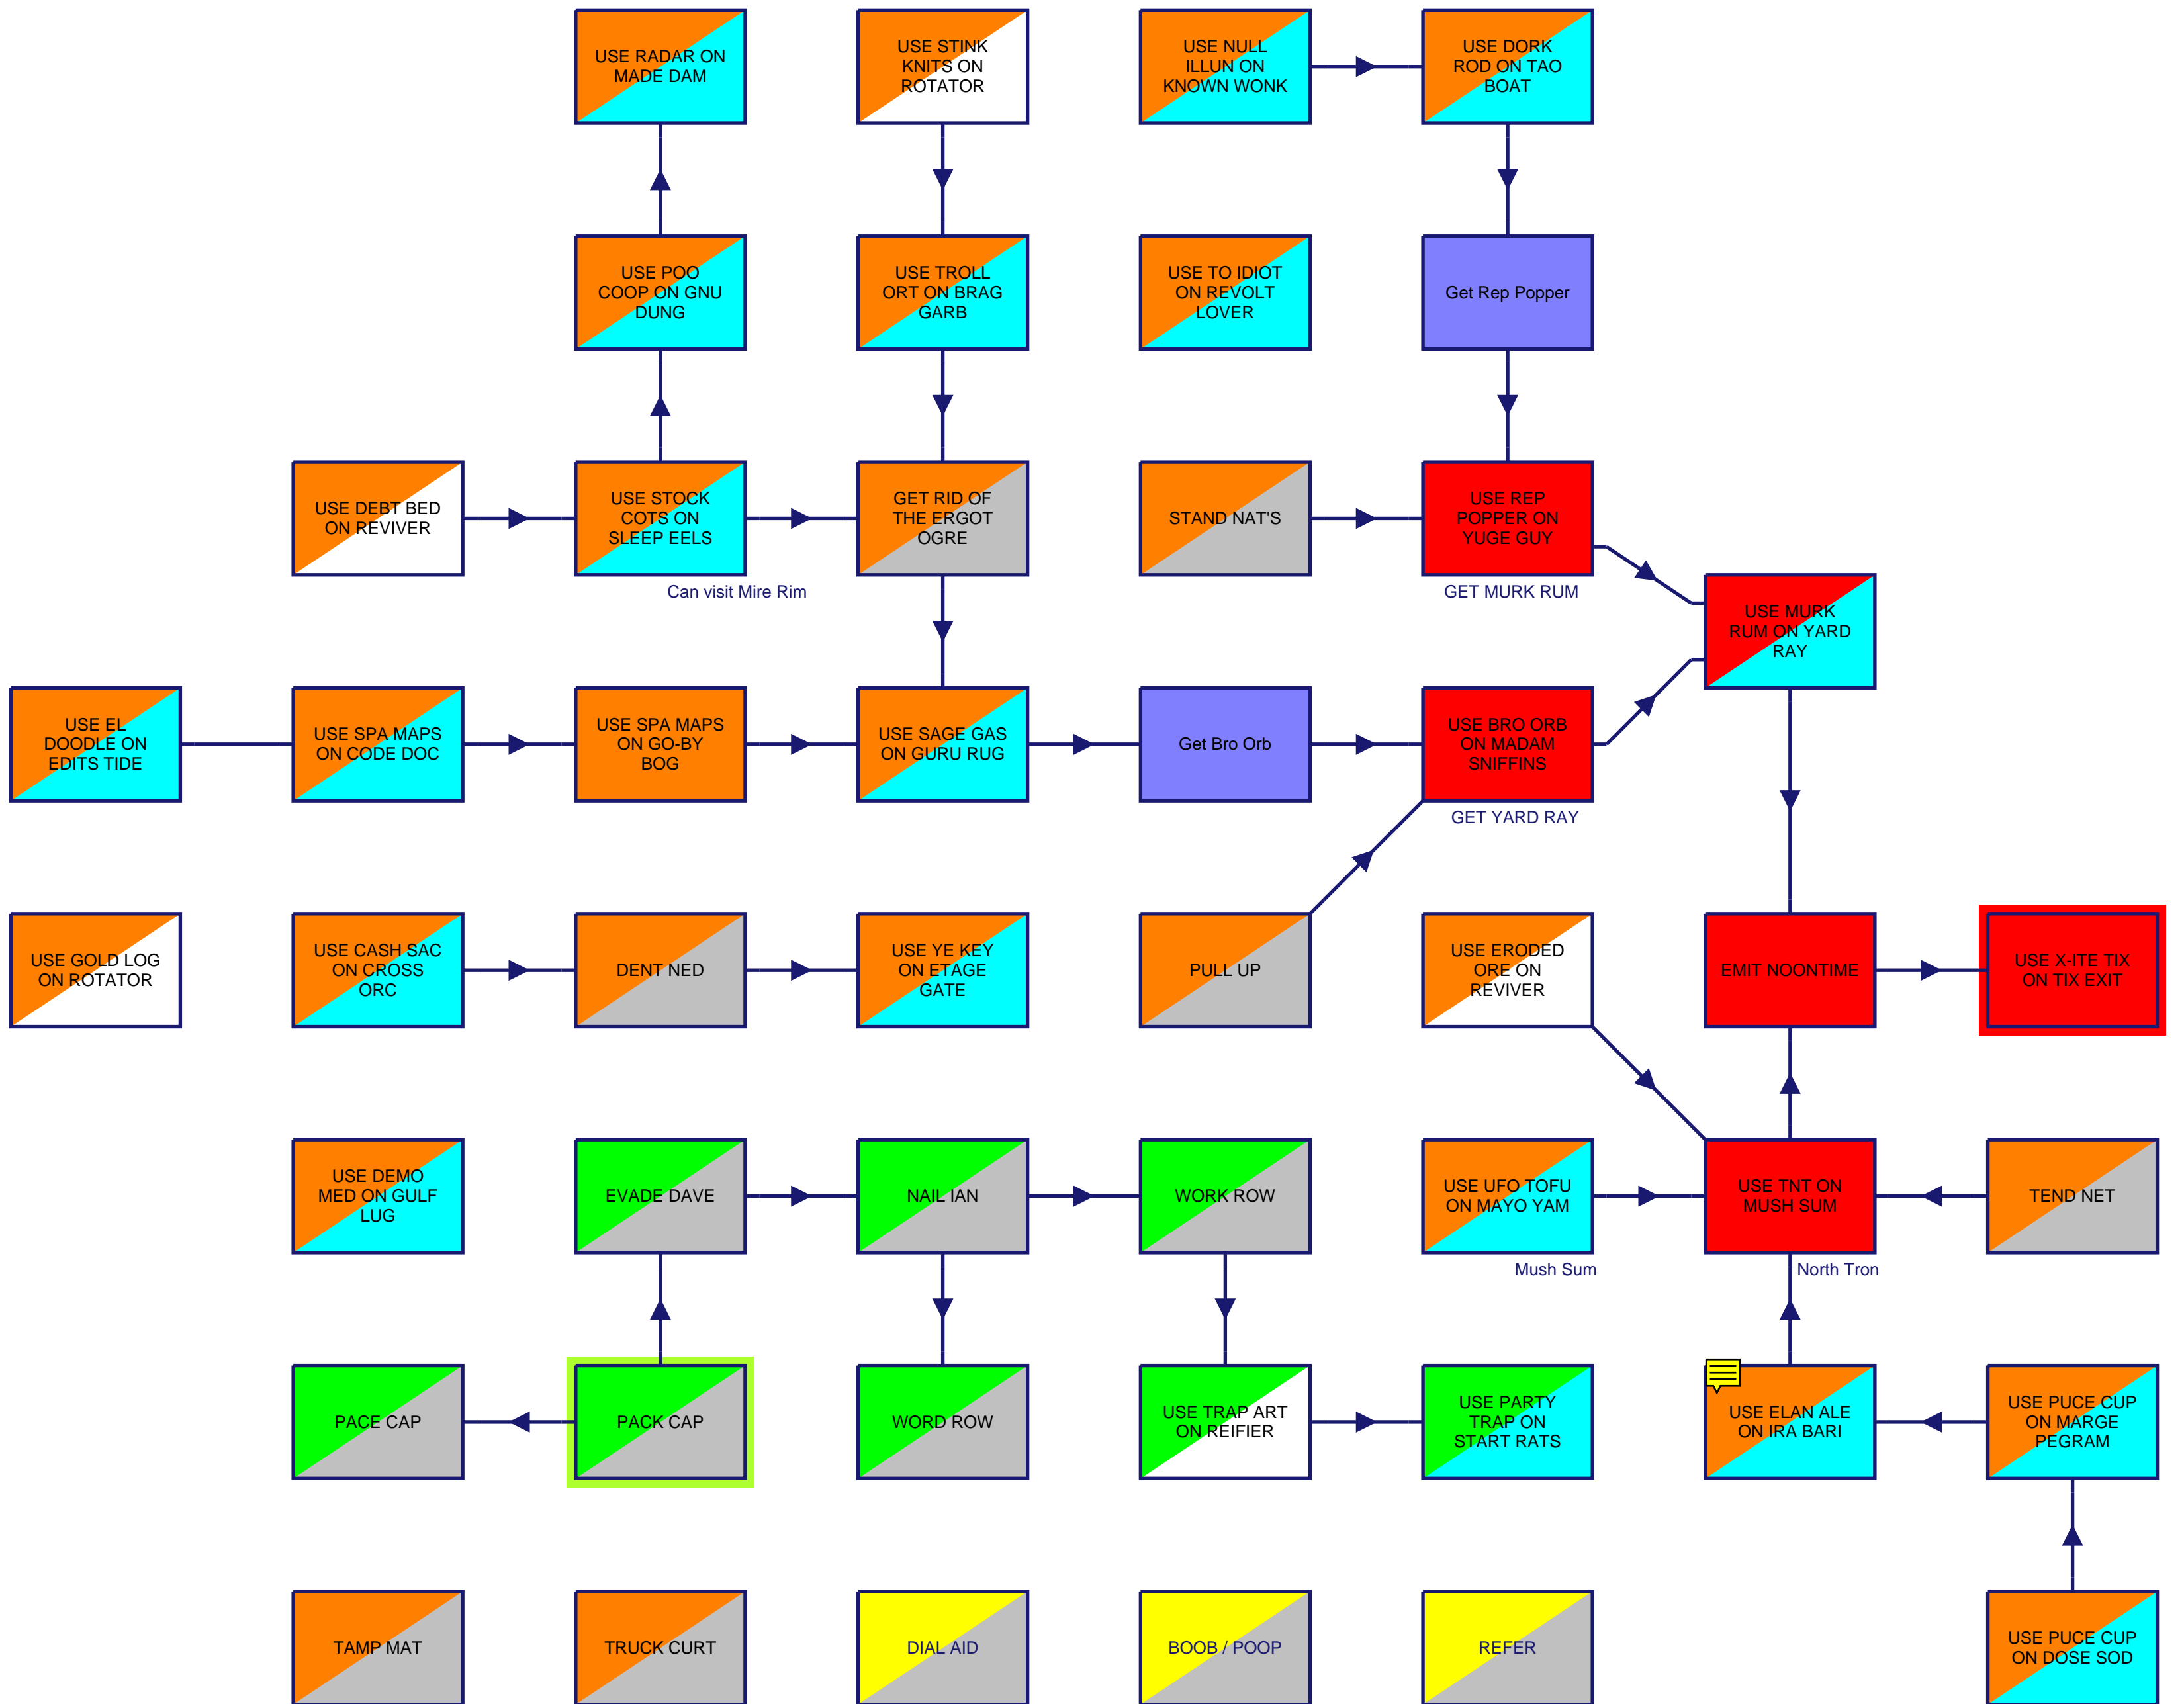 USE RADAR ON
MADE DAM
USE STINK
KNITS ON
ROTATOR
USE NULL
ILLUN ON
KNOWN WONK
USE DORK
ROD ON TAO
BOAT
USE POO
COOP ON GNU
DUNG
USE TROLL
ORT ON BRAG
GARB
USE TO IDIOT
ON REVOLT
LOVER
Get Rep Popper
USE DEBT BED
ON REVIVER
USE STOCK
COTS ON
SLEEP EELS
GET RID OF
THE ERGOT
OGRE
STAND NAT'S
USE REP
POPPER ON
YUGE GUY
Can visit Mire Rim
GET MURK RUM
USE MURK
RUM ON YARD
RAY
USE EL
DOODLE ON
EDITS TIDE
USE SPA MAPS
ON CODE DOC
USE SPA MAPS
ON GO-BY
BOG
USE SAGE GAS
ON GURU RUG
Get Bro Orb
USE BRO ORB
ON MADAM
SNIFFINS
GET YARD RAY
USE GOLD LOG
ON ROTATOR
USE CASH SAC
ON CROSS
ORC
DENT NED
USE YE KEY
ON ETAGE
GATE
PULL UP
USE ERODED
ORE ON
REVIVER
EMIT NOONTIME
USE X-ITE TIX
ON TIX EXIT
USE DEMO
MED ON GULF
LUG
EVADE DAVE
NAIL IAN
WORK ROW
USE UFO TOFU
ON MAYO YAM
USE TNT ON
MUSH SUM
TEND NET
Mush Sum
North Tron
PACE CAP
PACK CAP
WORD ROW
USE TRAP ART
ON REIFIER
USE PARTY
TRAP ON
START RATS
USE ELAN ALE
ON IRA BARI
USE PUCE CUP
ON MARGE
PEGRAM
TAMP MAT
TRUCK CURT
DIAL AID
BOOB / POOP
REFER
USE PUCE CUP
ON DOSE SOD